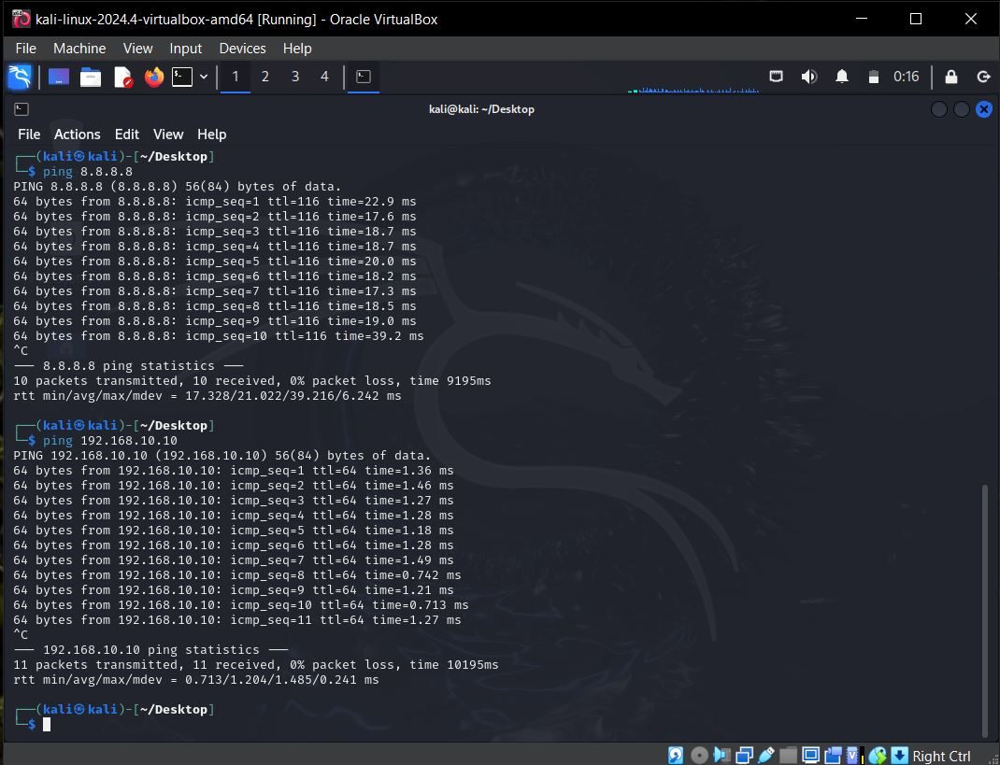 kali-linux-2024.4-virtualbox-amd64 [Running] - Oracle VirtualBox
File Machine View Input Devices Help
1 2 3 4 0:16
kali@kali: ~/Desktop
File Actions Edit View Help
┌──(kali㉿kali)-[~/Desktop]
└─$ ping 8.8.8.8
PING 8.8.8.8 (8.8.8.8) 56(84) bytes of data.
64 bytes from 8.8.8.8: icmp_seq=1 ttl=116 time=22.9 ms
64 bytes from 8.8.8.8: icmp_seq=2 ttl=116 time=17.6 ms
64 bytes from 8.8.8.8: icmp_seq=3 ttl=116 time=18.7 ms
64 bytes from 8.8.8.8: icmp_seq=4 ttl=116 time=18.7 ms
64 bytes from 8.8.8.8: icmp_seq=5 ttl=116 time=20.0 ms
64 bytes from 8.8.8.8: icmp_seq=6 ttl=116 time=18.2 ms
64 bytes from 8.8.8.8: icmp_seq=7 ttl=116 time=17.3 ms
64 bytes from 8.8.8.8: icmp_seq=8 ttl=116 time=18.5 ms
64 bytes from 8.8.8.8: icmp_seq=9 ttl=116 time=19.0 ms
64 bytes from 8.8.8.8: icmp_seq=10 ttl=116 time=39.2 ms
^C
--- 8.8.8.8 ping statistics ---
10 packets transmitted, 10 received, 0% packet loss, time 9195ms
rtt min/avg/max/mdev = 17.328/21.022/39.216/6.242 ms
┌──(kali㉿kali)-[~/Desktop]
└─$ ping 192.168.10.10
PING 192.168.10.10 (192.168.10.10) 56(84) bytes of data.
64 bytes from 192.168.10.10: icmp_seq=1 ttl=64 time=1.36 ms
64 bytes from 192.168.10.10: icmp_seq=2 ttl=64 time=1.46 ms
64 bytes from 192.168.10.10: icmp_seq=3 ttl=64 time=1.27 ms
64 bytes from 192.168.10.10: icmp_seq=4 ttl=64 time=1.28 ms
64 bytes from 192.168.10.10: icmp_seq=5 ttl=64 time=1.18 ms
64 bytes from 192.168.10.10: icmp_seq=6 ttl=64 time=1.28 ms
64 bytes from 192.168.10.10: icmp_seq=7 ttl=64 time=1.49 ms
64 bytes from 192.168.10.10: icmp_seq=8 ttl=64 time=0.742 ms
64 bytes from 192.168.10.10: icmp_seq=9 ttl=64 time=1.21 ms
64 bytes from 192.168.10.10: icmp_seq=10 ttl=64 time=0.713 ms
64 bytes from 192.168.10.10: icmp_seq=11 ttl=64 time=1.27 ms
^C
--- 192.168.10.10 ping statistics ---
11 packets transmitted, 11 received, 0% packet loss, time 10195ms
rtt min/avg/max/mdev = 0.713/1.204/1.485/0.241 ms
┌──(kali㉿kali)-[~/Desktop]
└─$
Right Ctrl